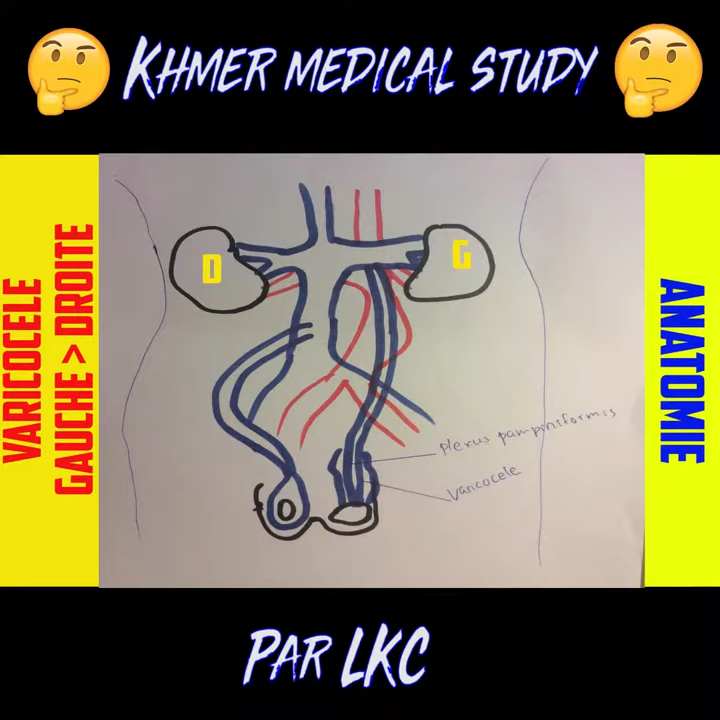 KHMER MEDICAL STUDY
VARICOCELE
GAUCHE > DROITE
D
G
ANATOMIE
Plexus pampiniformis
Varicocele
PAR LKC